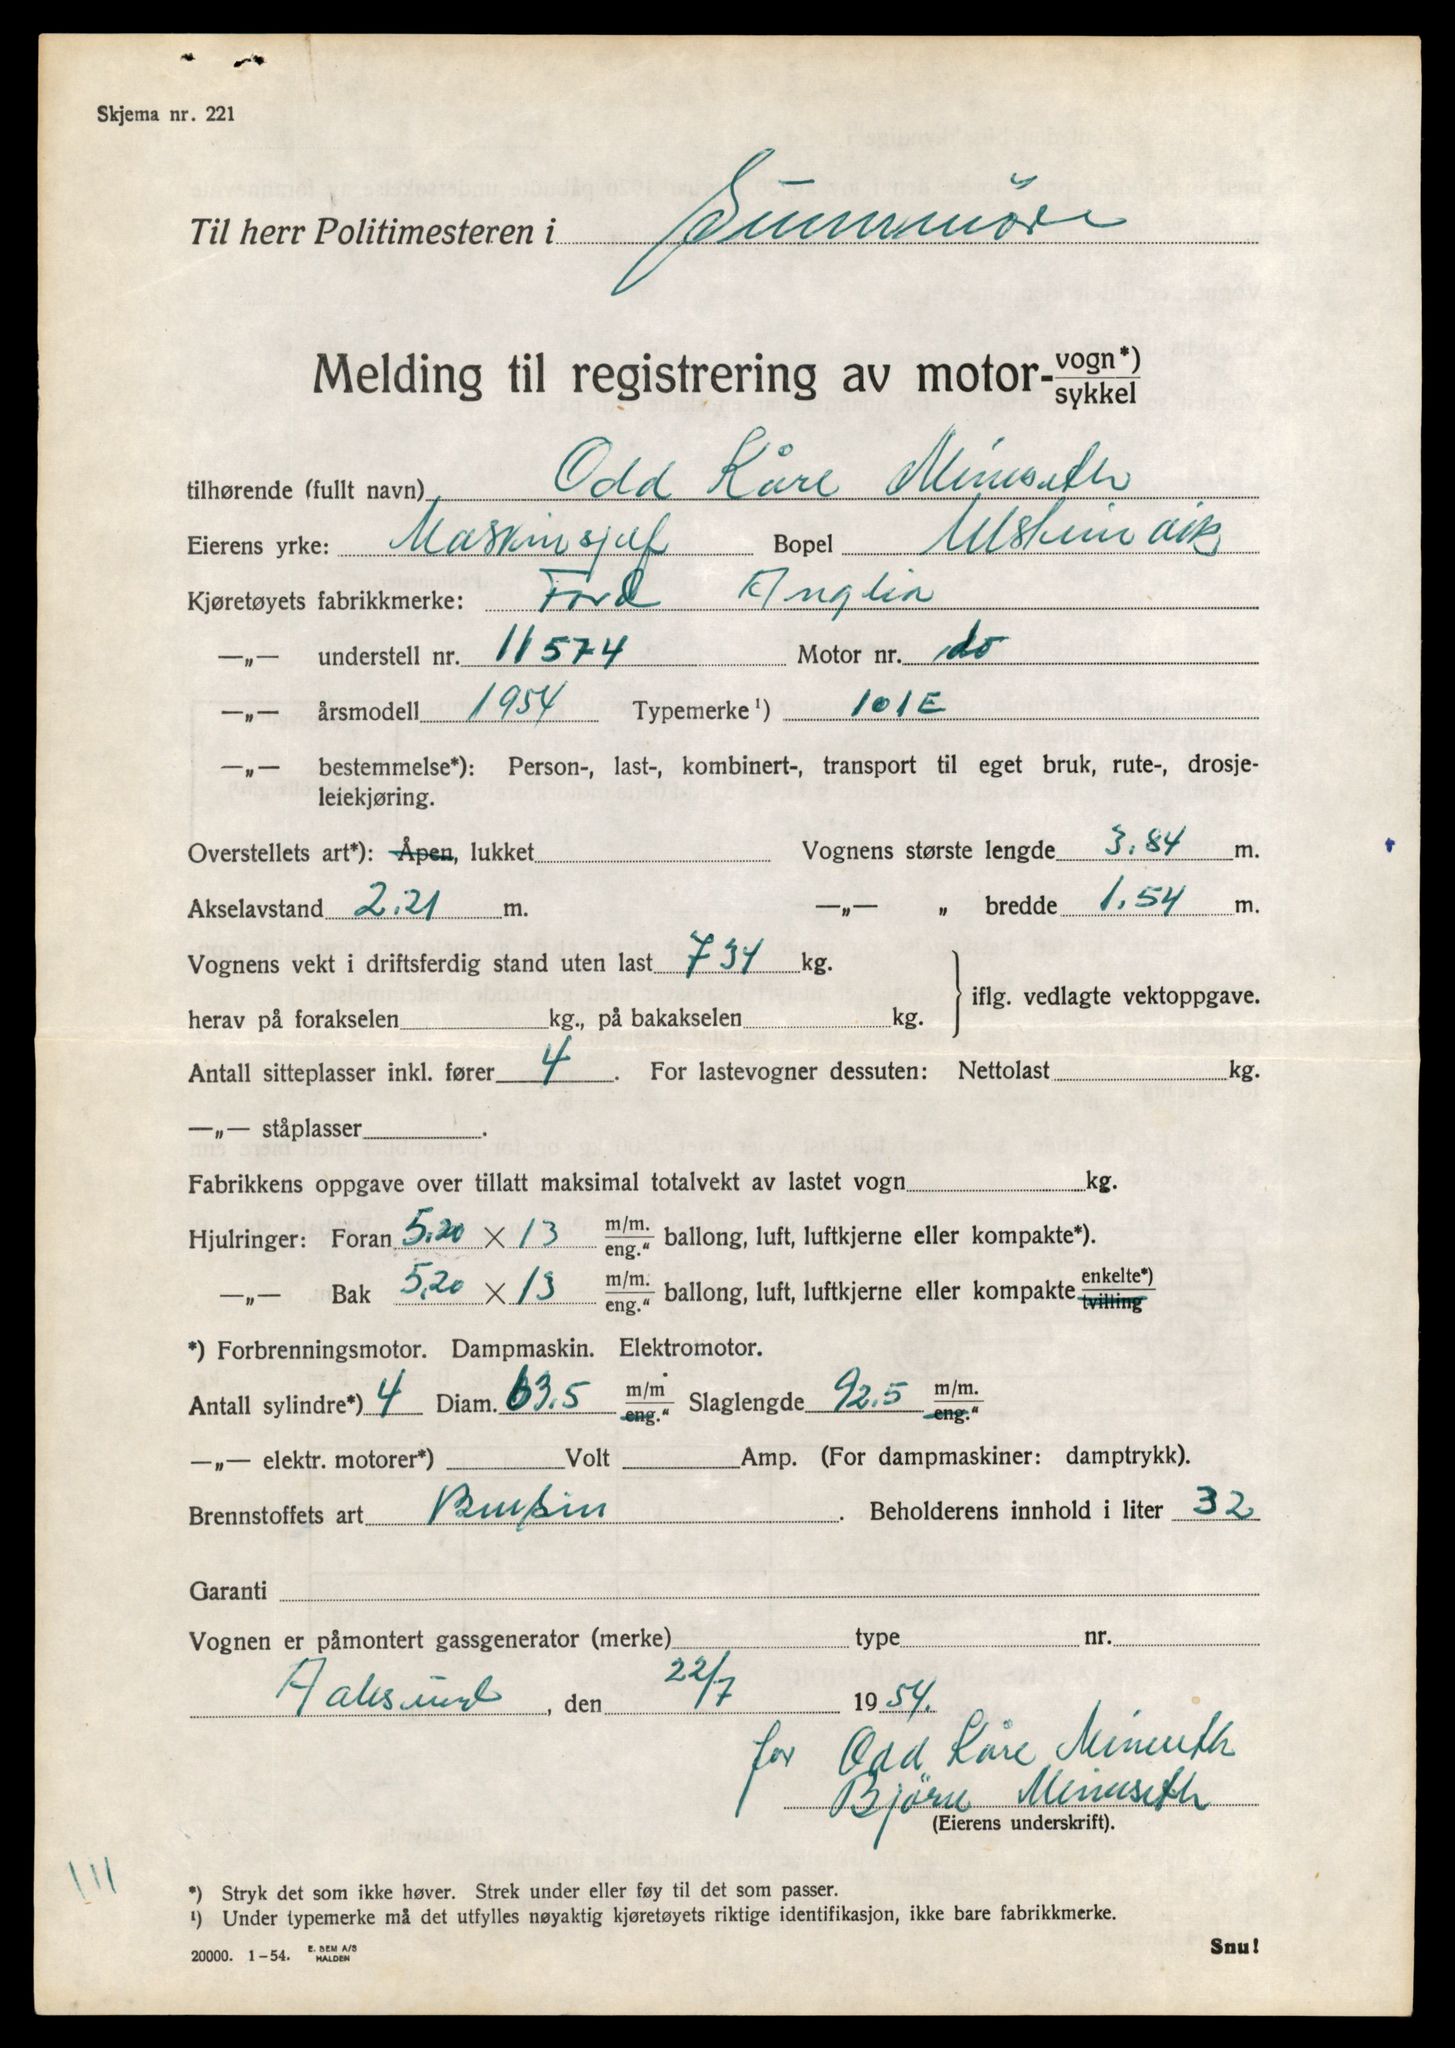 Skjema nr. 221
Til herr Politimesteren i Sunnmöre
Melding til registrering av motor-vogn*)/sykkel
tilhørende (fullt navn) Odd Kåre Mimseth
Eierens yrke: Maskinsjef Bopel Ulsteinvik
Kjøretøyets fabrikkmerke: Ford Anglia
—„— understell nr. 11574 Motor nr. do
—„— årsmodell 1954 Typemerke¹) 101E
—„— bestemmelse*): Person-, last-, kombinert-, transport til eget bruk, rute-, drosje-
leiekjøring.
Overstellets art*): Åpen, lukket Vognens største lengde 3.84 m.
Akselavstand 2.21 m. —„— „ bredde 1.54 m.
Vognens vekt i driftsferdig stand uten last 734 kg.
herav på forakselen kg., på bakakselen kg. iflg. vedlagte vektoppgave.
Antall sitteplasser inkl. fører 4. For lastevogner dessuten: Nettolast kg.
—„— ståplasser.
Fabrikkens oppgave over tillatt maksimal totalvekt av lastet vogn kg.
Hjulringer: Foran 5.20 × 13 m/m./eng.“ ballong, luft, luftkjerne eller kompakte*).
—„— Bak 5.20 × 13 m/m./eng.“ ballong, luft, luftkjerne eller kompakte enkelte*)/tvilling
*) Forbrenningsmotor. Dampmaskin. Elektromotor.
Antall sylindre*) 4 Diam. 63.5 m/m/eng.“ Slaglengde 92.5 m/m./eng.“
—„— elektr. motorer*) Volt Amp. (For dampmaskiner: damptrykk).
Brennstoffets art Bensin. Beholderens innhold i liter 32
Garanti
Vognen er påmontert gassgenerator (merke) type nr.
Aalesund, den 22/7 1954.
for Odd Kåre Mimseth
Bjørn Mimseth
(Eierens underskrift).
*) Stryk det som ikke høver. Strek under eller føy til det som passer.
¹) Under typemerke må det utfylles nøyaktig kjøretøyets riktige identifikasjon, ikke bare fabrikkmerke.
20000. 1-54. E. SEM A/S HALDEN
Snu!